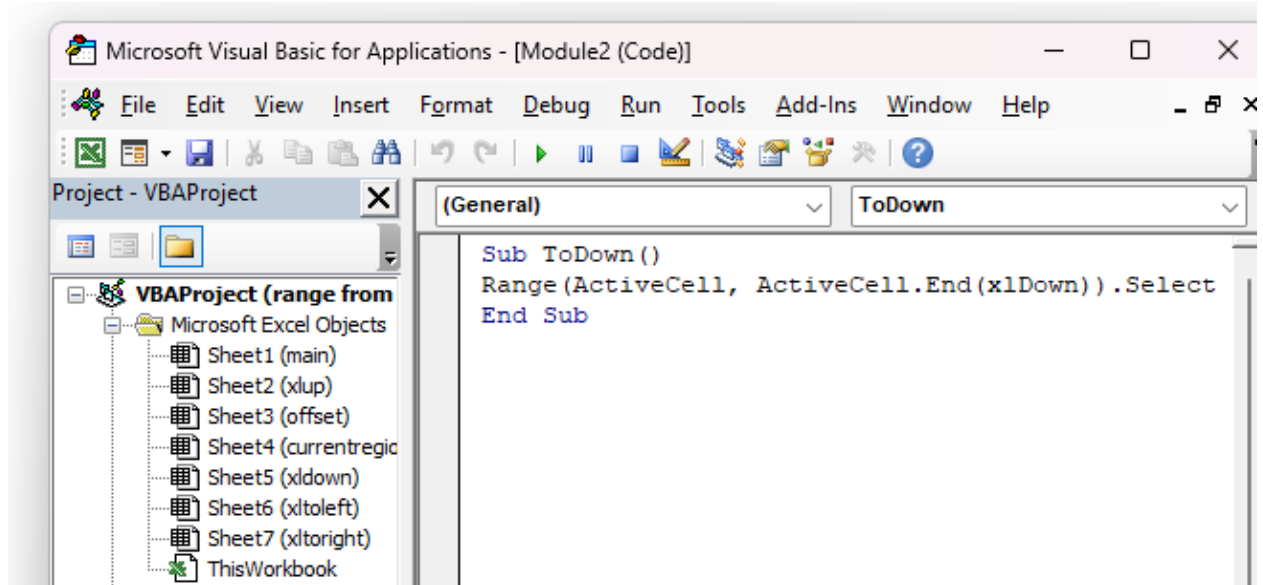 Microsoft Visual Basic for Applications - [Module2 (Code)]
File Edit View Insert Format Debug Run Tools Add-Ins Window Help
Project - VBAProject
(General) ToDown
Sub ToDown()
Range(ActiveCell, ActiveCell.End(xlDown)).Select
End Sub
VBAProject (range from
Microsoft Excel Objects
Sheet1 (main)
Sheet2 (xlup)
Sheet3 (offset)
Sheet4 (currentregio
Sheet5 (xldown)
Sheet6 (xltoleft)
Sheet7 (xltoright)
ThisWorkbook